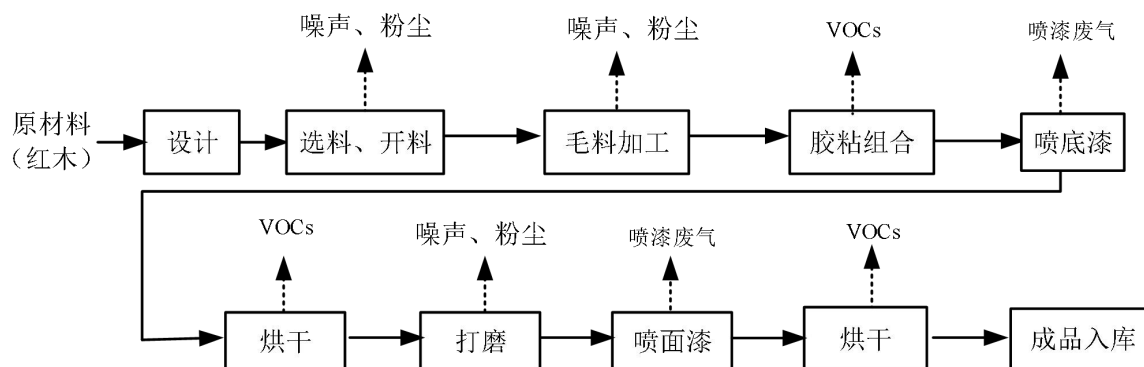 噪声、粉尘
噪声、粉尘
VOCs
喷漆废气
原材料
（红木）
设计
选料、开料
毛料加工
胶粘组合
喷底漆
VOCs
噪声、粉尘
喷漆废气
VOCs
烘干
打磨
喷面漆
烘干
成品入库